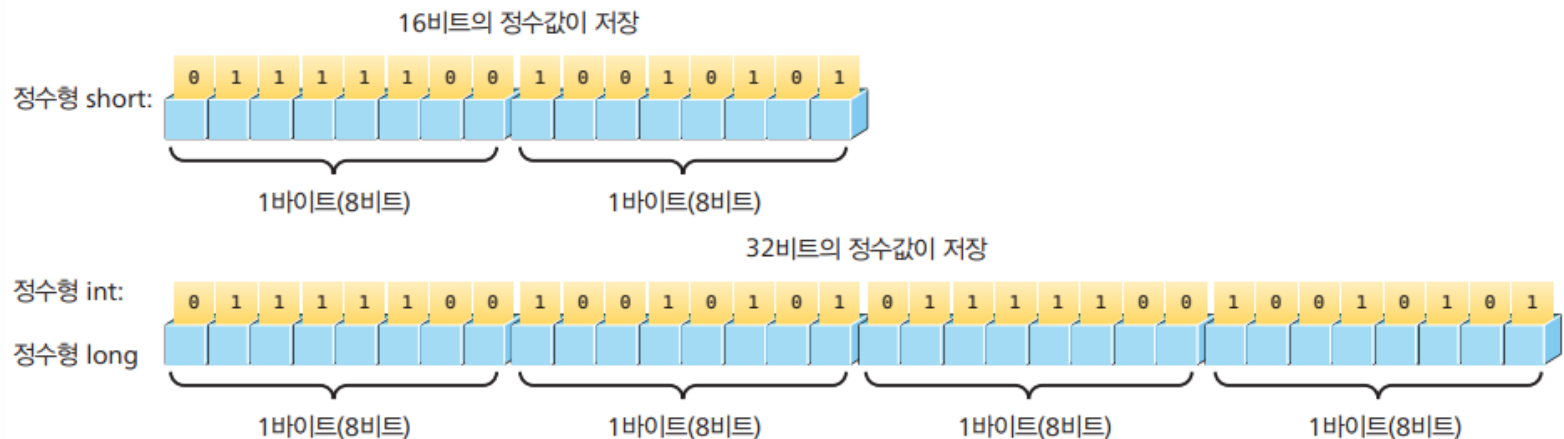 16비트의 정수값이 저장
0 1 1 1 1 1 0 0 1 0 0 1 0 1 0 1
정수형 short:
1바이트(8비트) 1바이트(8비트)
32비트의 정수값이 저장
정수형 int:
0 1 1 1 1 1 0 0 1 0 0 1 0 1 0 1 0 1 1 1 1 1 0 0 1 0 0 1 0 1 0 1
정수형 long
1바이트(8비트) 1바이트(8비트) 1바이트(8비트) 1바이트(8비트)